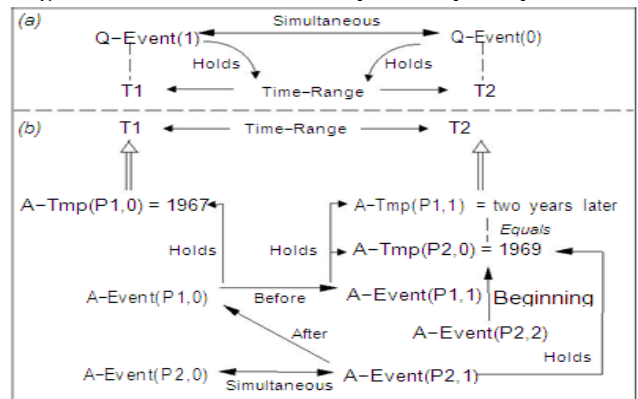 (a)
Simultaneous
Q-Event(1) Q-Event(0)
Holds Holds
T1 Time-Range T2
(b)
T1 Time-Range T2
A-Tmp(P1,0) = 1967 A-Tmp(P1,1) = two years later
Equals
Holds Holds A-Tmp(P2,0) = 1969
A-Event(P1,0) Before A-Event(P1,1) Beginning
After A-Event(P2,2)
Holds
A-Event(P2,0) Simultaneous A-Event(P2,1)